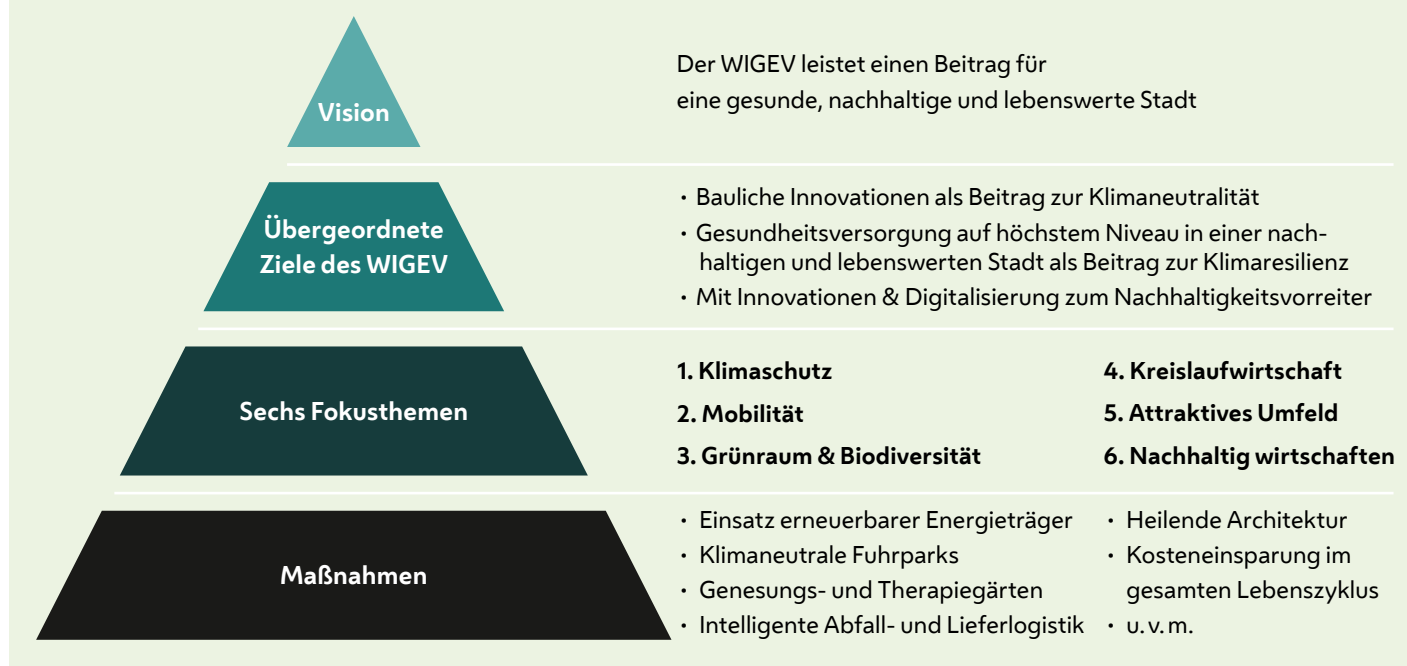 Vision
Der WIGEV leistet einen Beitrag für
eine gesunde, nachhaltige und lebenswerte Stadt
Übergeordnete
Ziele des WIGEV
· Bauliche Innovationen als Beitrag zur Klimaneutralität
· Gesundheitsversorgung auf höchstem Niveau in einer nach-
haltigen und lebenswerten Stadt als Beitrag zur Klimaresilienz
· Mit Innovationen & Digitalisierung zum Nachhaltigkeitsvorreiter
Sechs Fokusthemen
1. Klimaschutz
2. Mobilität
3. Grünraum & Biodiversität
4. Kreislaufwirtschaft
5. Attraktives Umfeld
6. Nachhaltig wirtschaften
Maßnahmen
· Einsatz erneuerbarer Energieträger
· Klimaneutrale Fuhrparks
· Genesungs- und Therapiegärten
· Intelligente Abfall- und Lieferlogistik
· Heilende Architektur
· Kosteneinsparung im
gesamten Lebenszyklus
· u. v. m.